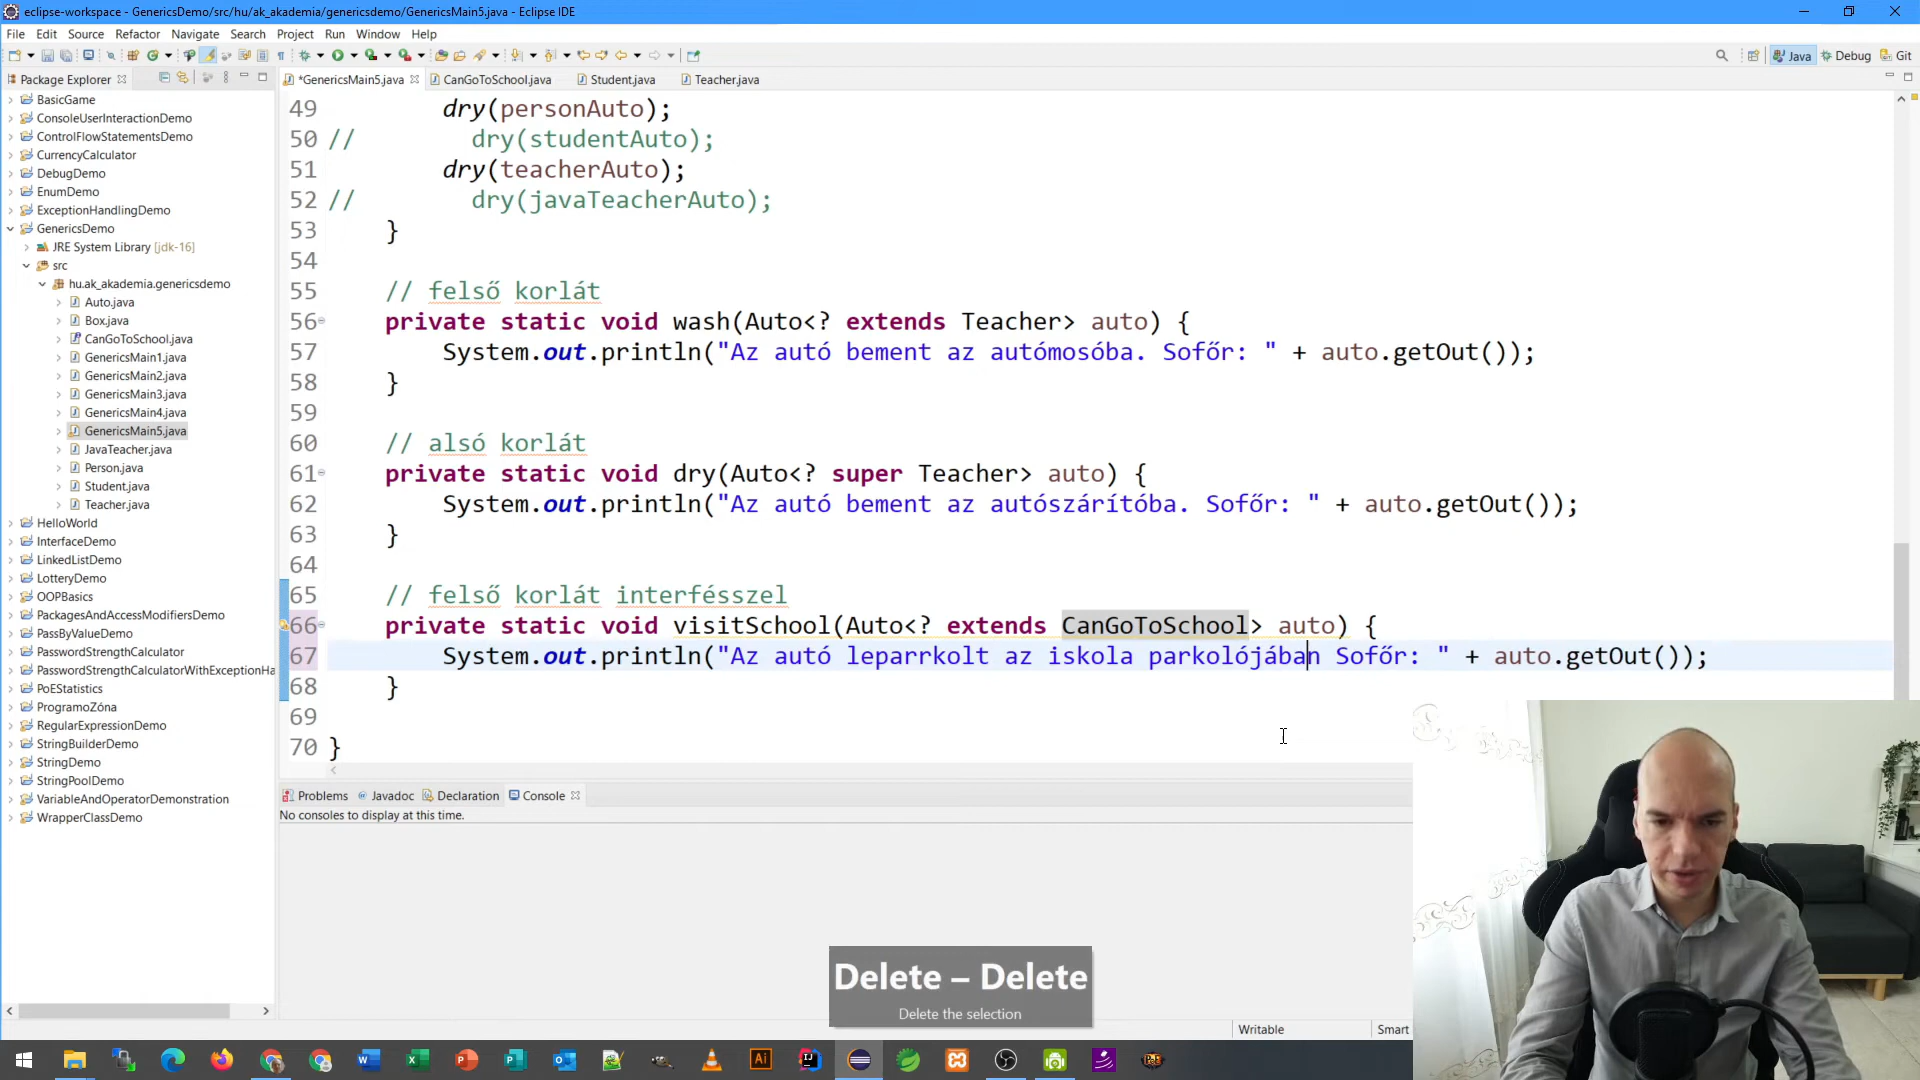 eclipse-workspace - GenericsDemo/src/hu/ak_akademia/genericsdemo/GenericsMain5.java - Eclipse IDE
File Edit Source Refactor Navigate Search Project Run Window Help
Java Debug Git
Package Explorer
*GenericsMain5.java CanGoToSchool.java Student.java Teacher.java
BasicGame
ConsoleUserInteractionDemo
ControlFlowStatementsDemo
CurrencyCalculator
DebugDemo
EnumDemo
ExceptionHandlingDemo
GenericsDemo
JRE System Library [jdk-16]
src
hu.ak_akademia.genericsdemo
Auto.java
Box.java
CanGoToSchool.java
GenericsMain1.java
GenericsMain2.java
GenericsMain3.java
GenericsMain4.java
GenericsMain5.java
JavaTeacher.java
Person.java
Student.java
Teacher.java
HelloWorld
InterfaceDemo
LinkedListDemo
LotteryDemo
OOPBasics
PackagesAndAccessModifiersDemo
PassByValueDemo
PasswordStrengthCalculator
PasswordStrengthCalculatorWithExceptionHa
PoEStatistics
ProgramoZóna
RegularExpressionDemo
StringBuilderDemo
StringDemo
StringPoolDemo
VariableAndOperatorDemonstration
WrapperClassDemo
49 dry(personAuto);
50 // dry(studentAuto);
51 dry(teacherAuto);
52 // dry(javaTeacherAuto);
53 }
54
55 // felső korlát
56 private static void wash(Auto<? extends Teacher> auto) {
57 System.out.println("Az autó bement az autómosóba. Sofőr: " + auto.getOut());
58 }
59
60 // alsó korlát
61 private static void dry(Auto<? super Teacher> auto) {
62 System.out.println("Az autó bement az autószárítóba. Sofőr: " + auto.getOut());
63 }
64
65 // felső korlát interfésszel
66 private static void visitSchool(Auto<? extends CanGoToSchool> auto) {
67 System.out.println("Az autó leparrkolt az iskola parkolójában Sofőr: " + auto.getOut());
68 }
69
70 }
Problems Javadoc Declaration Console
No consoles to display at this time.
Delete – Delete
Delete the selection
Writable Smart